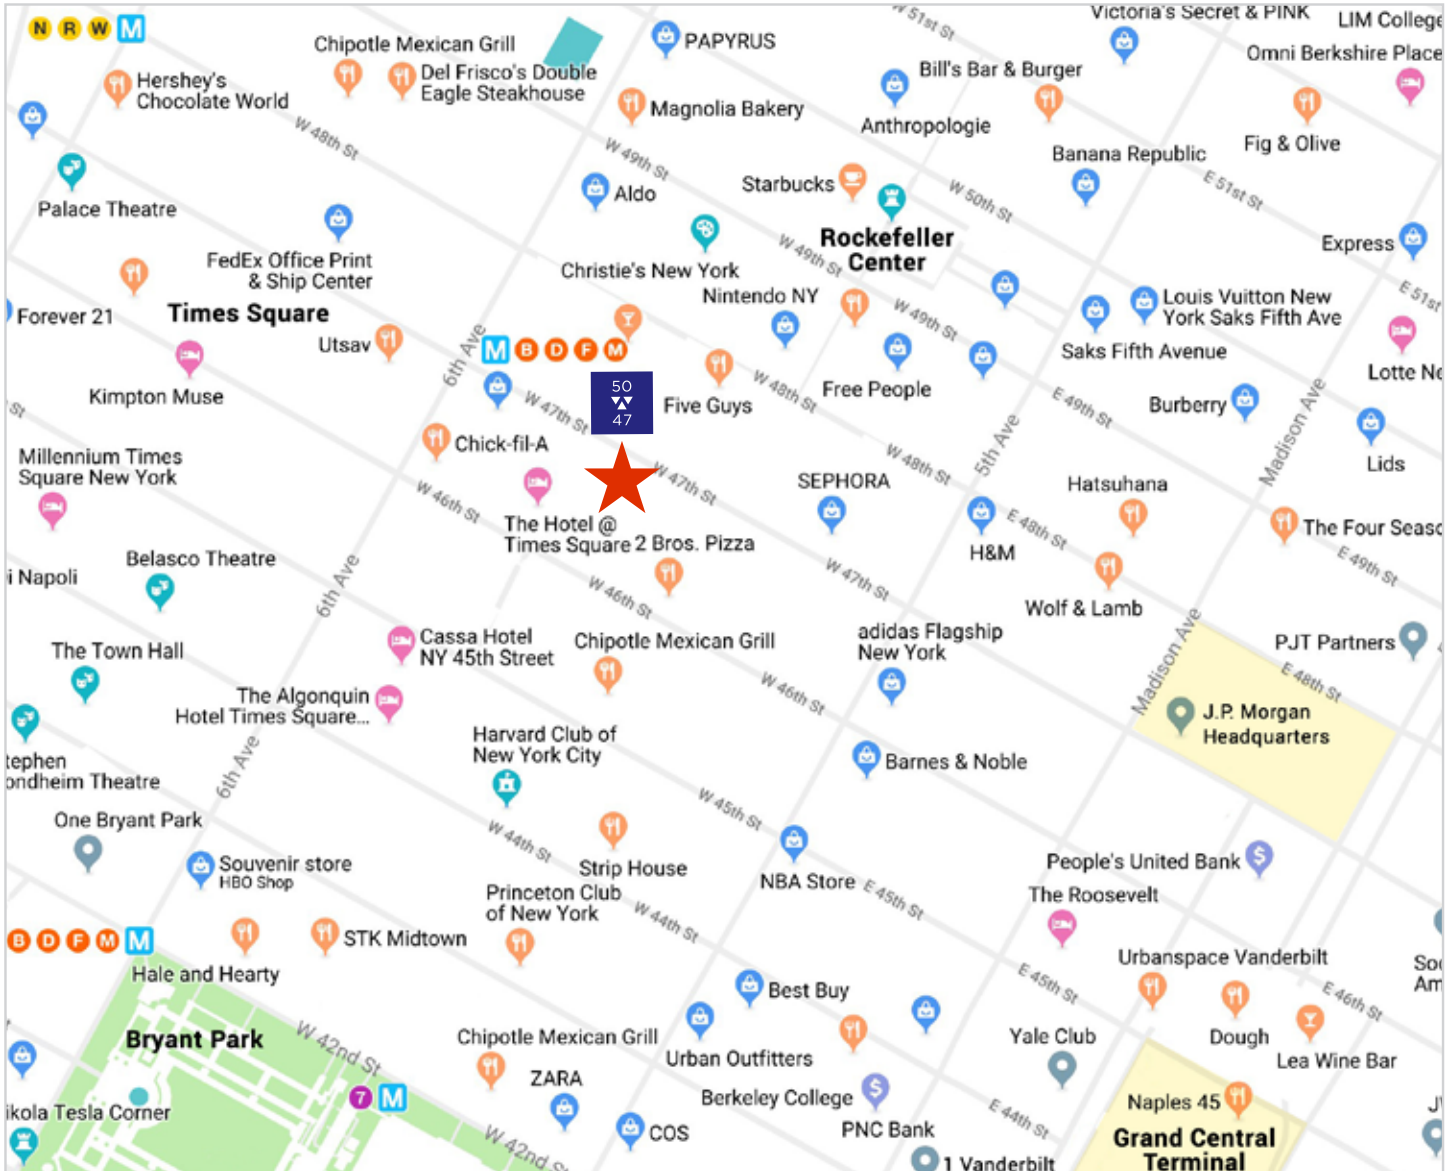 N R W M
Chipotle Mexican Grill
Del Frisco's Double
Eagle Steakhouse
Hershey's
Chocolate World
PAPYRUS
W 51st St
Victoria's Secret & PINK
LIM College
Omni Berkshire Place
Bill's Bar & Burger
Magnolia Bakery
Anthropologie
W 48th St
W 49th St
Fig & Olive
Banana Republic
E 51st St
Palace Theatre
Aldo
Starbucks
W 50th St
Rockefeller
Center
W 49th St
Express
FedEx Office Print
& Ship Center
Christie's New York
Nintendo NY
W 49th St
E 51st
Forever 21
Times Square
Louis Vuitton New
York Saks Fifth Ave
Saks Fifth Avenue
Utsav
6th Ave
M B D F M
Kimpton Muse
50
47
Five Guys
W 48th St
Free People
E 49th St
Burberry
Madison Ave
Lotte Ne
St
W 47th St
Chick-fil-A
5th Ave
Lids
Millennium Times
Square New York
W 46th St
W 47th St
W 48th St
SEPHORA
Hatsuhana
The Hotel @
Times Square
2 Bros. Pizza
E 48th St
H&M
The Four Seaso
E 49th St
Belasco Theatre
i Napoli
6th Ave
W 46th St
W 47th St
Wolf & Lamb
Cassa Hotel
NY 45th Street
Chipotle Mexican Grill
adidas Flagship
New York
Madison Ave
PJT Partners
E 48th St
The Town Hall
The Algonquin
Hotel Times Square...
W 46th St
J.P. Morgan
Headquarters
Harvard Club of
New York City
6th Ave
Barnes & Noble
tephen
ondheim Theatre
One Bryant Park
W 45th St
W 44th St
Souvenir store
HBO Shop
Strip House
NBA Store
E 45th St
People's United Bank
The Roosevelt
Princeton Club
of New York
W 44th St
B D F M M
STK Midtown
Hale and Hearty
Urbanspace Vanderbilt
E 45th St
E 46th St
Soc
Am
Best Buy
Bryant Park
W 42nd St
Chipotle Mexican Grill
Urban Outfitters
Yale Club
Dough
Lea Wine Bar
ZARA
7 M
Berkeley College
PNC Bank
E 44th St
Naples 45
ikola Tesla Corner
W 42nd St
COS
Grand Central
Terminal
1 Vanderbilt